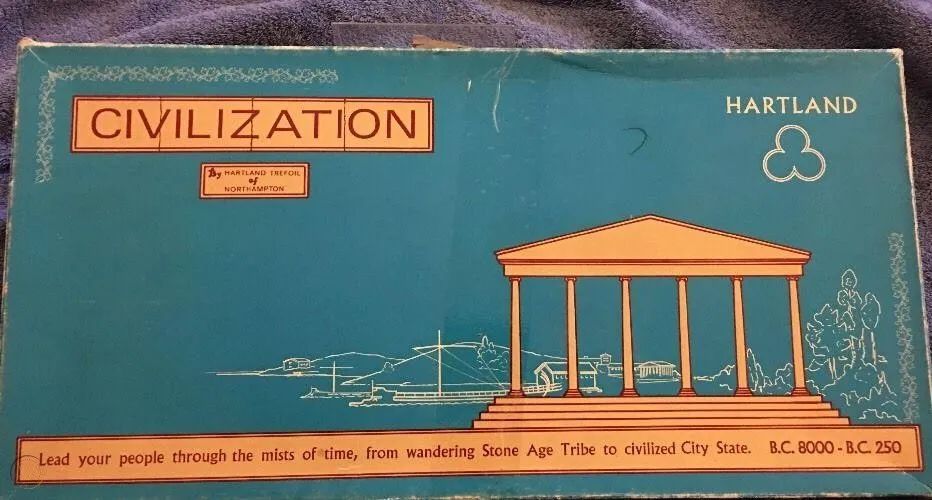 CIVILIZATION
By HARTLAND TREFOIL
of
NORTHAMPTON
HARTLAND
Lead your people through the mists of time, from wandering Stone Age Tribe to civilized City State. B.C. 8000 - B.C. 250